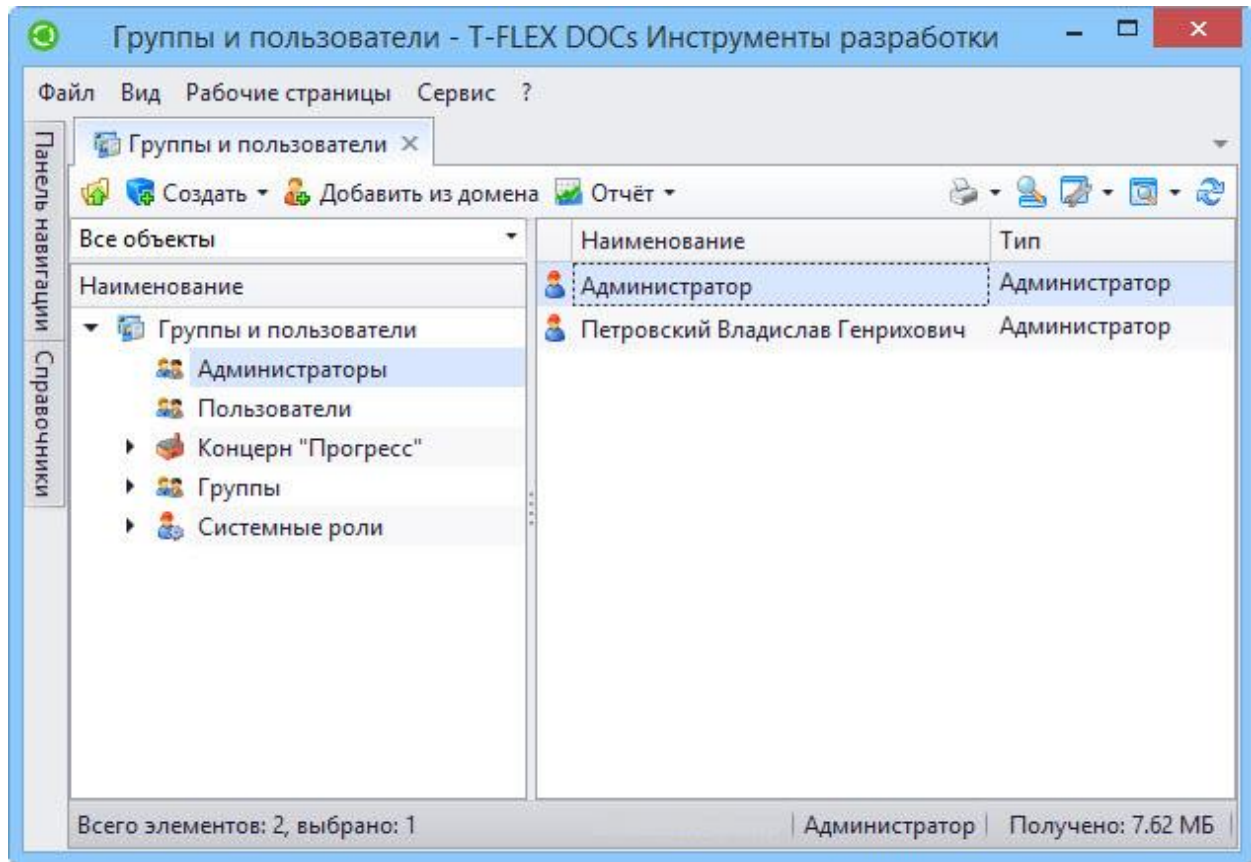 Группы и пользователи - T-FLEX DOCs Инструменты разработки
Файл Вид Рабочие страницы Сервис ?
Группы и пользователи
Создать Добавить из домена Отчёт
Все объекты
Наименование Тип
Наименование
Администратор Администратор
Группы и пользователи
Петровский Владислав Генрихович Администратор
Администраторы
Пользователи
Концерн "Прогресс"
Группы
Системные роли
Панель навигации
Справочники
Всего элементов: 2, выбрано: 1 Администратор Получено: 7.62 МБ